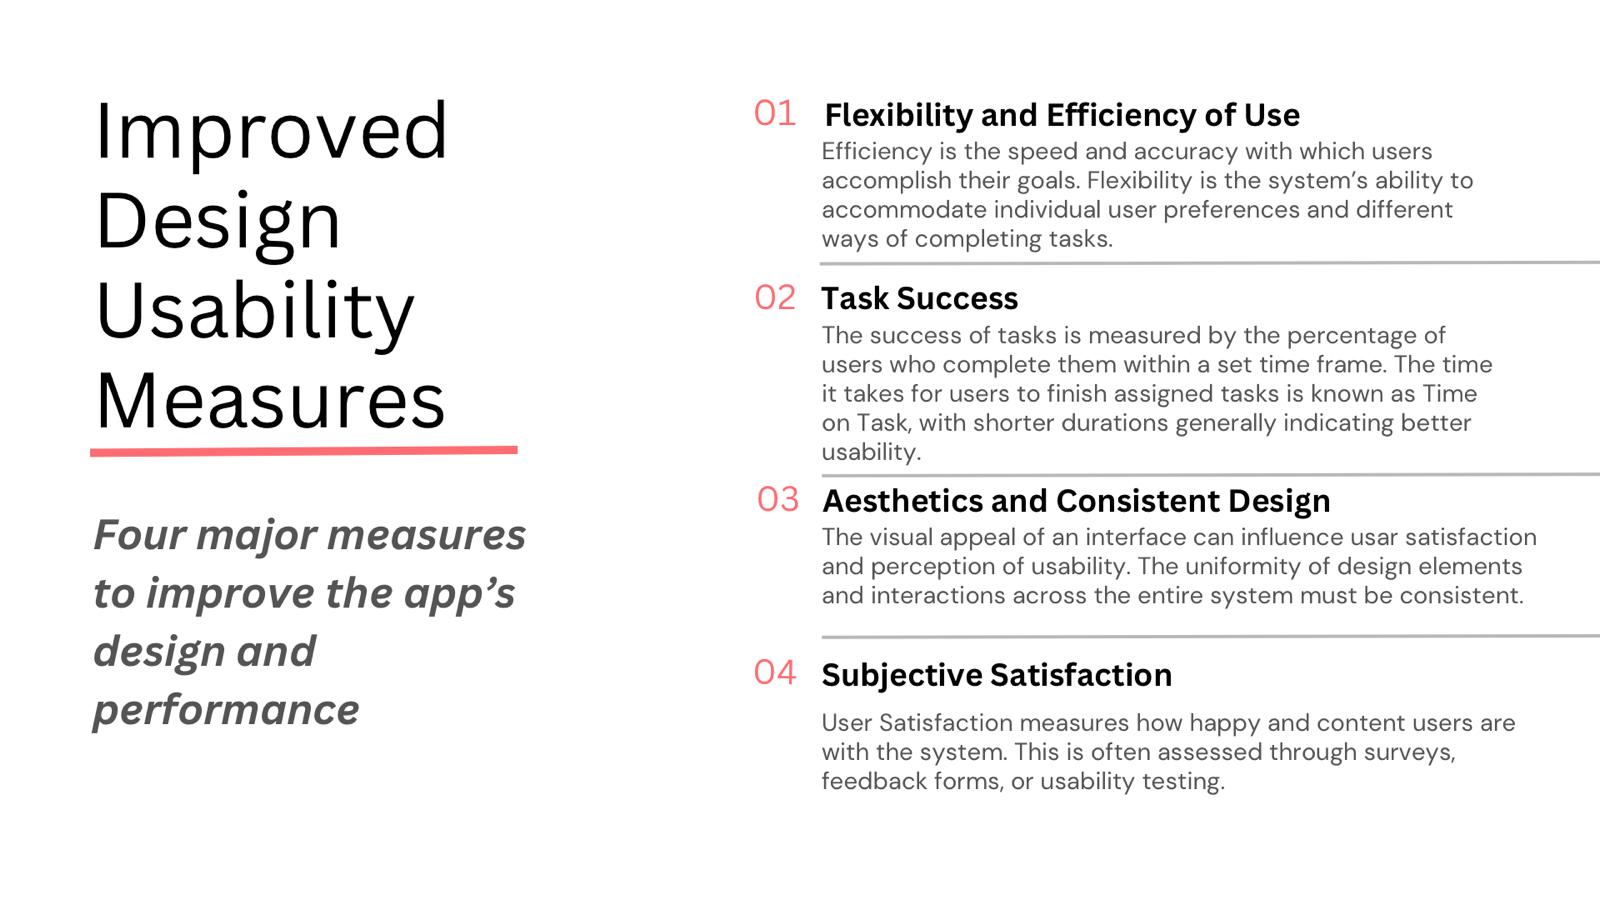 Improved
Design
Usability
Measures
Four major measures
to improve the app’s
design and
performance
01 Flexibility and Efficiency of Use
Efficiency is the speed and accuracy with which users
accomplish their goals. Flexibility is the system’s ability to
accommodate individual user preferences and different
ways of completing tasks.
02 Task Success
The success of tasks is measured by the percentage of
users who complete them within a set time frame. The time
it takes for users to finish assigned tasks is known as Time
on Task, with shorter durations generally indicating better
usability.
03 Aesthetics and Consistent Design
The visual appeal of an interface can influence usar satisfaction
and perception of usability. The uniformity of design elements
and interactions across the entire system must be consistent.
04 Subjective Satisfaction
User Satisfaction measures how happy and content users are
with the system. This is often assessed through surveys,
feedback forms, or usability testing.